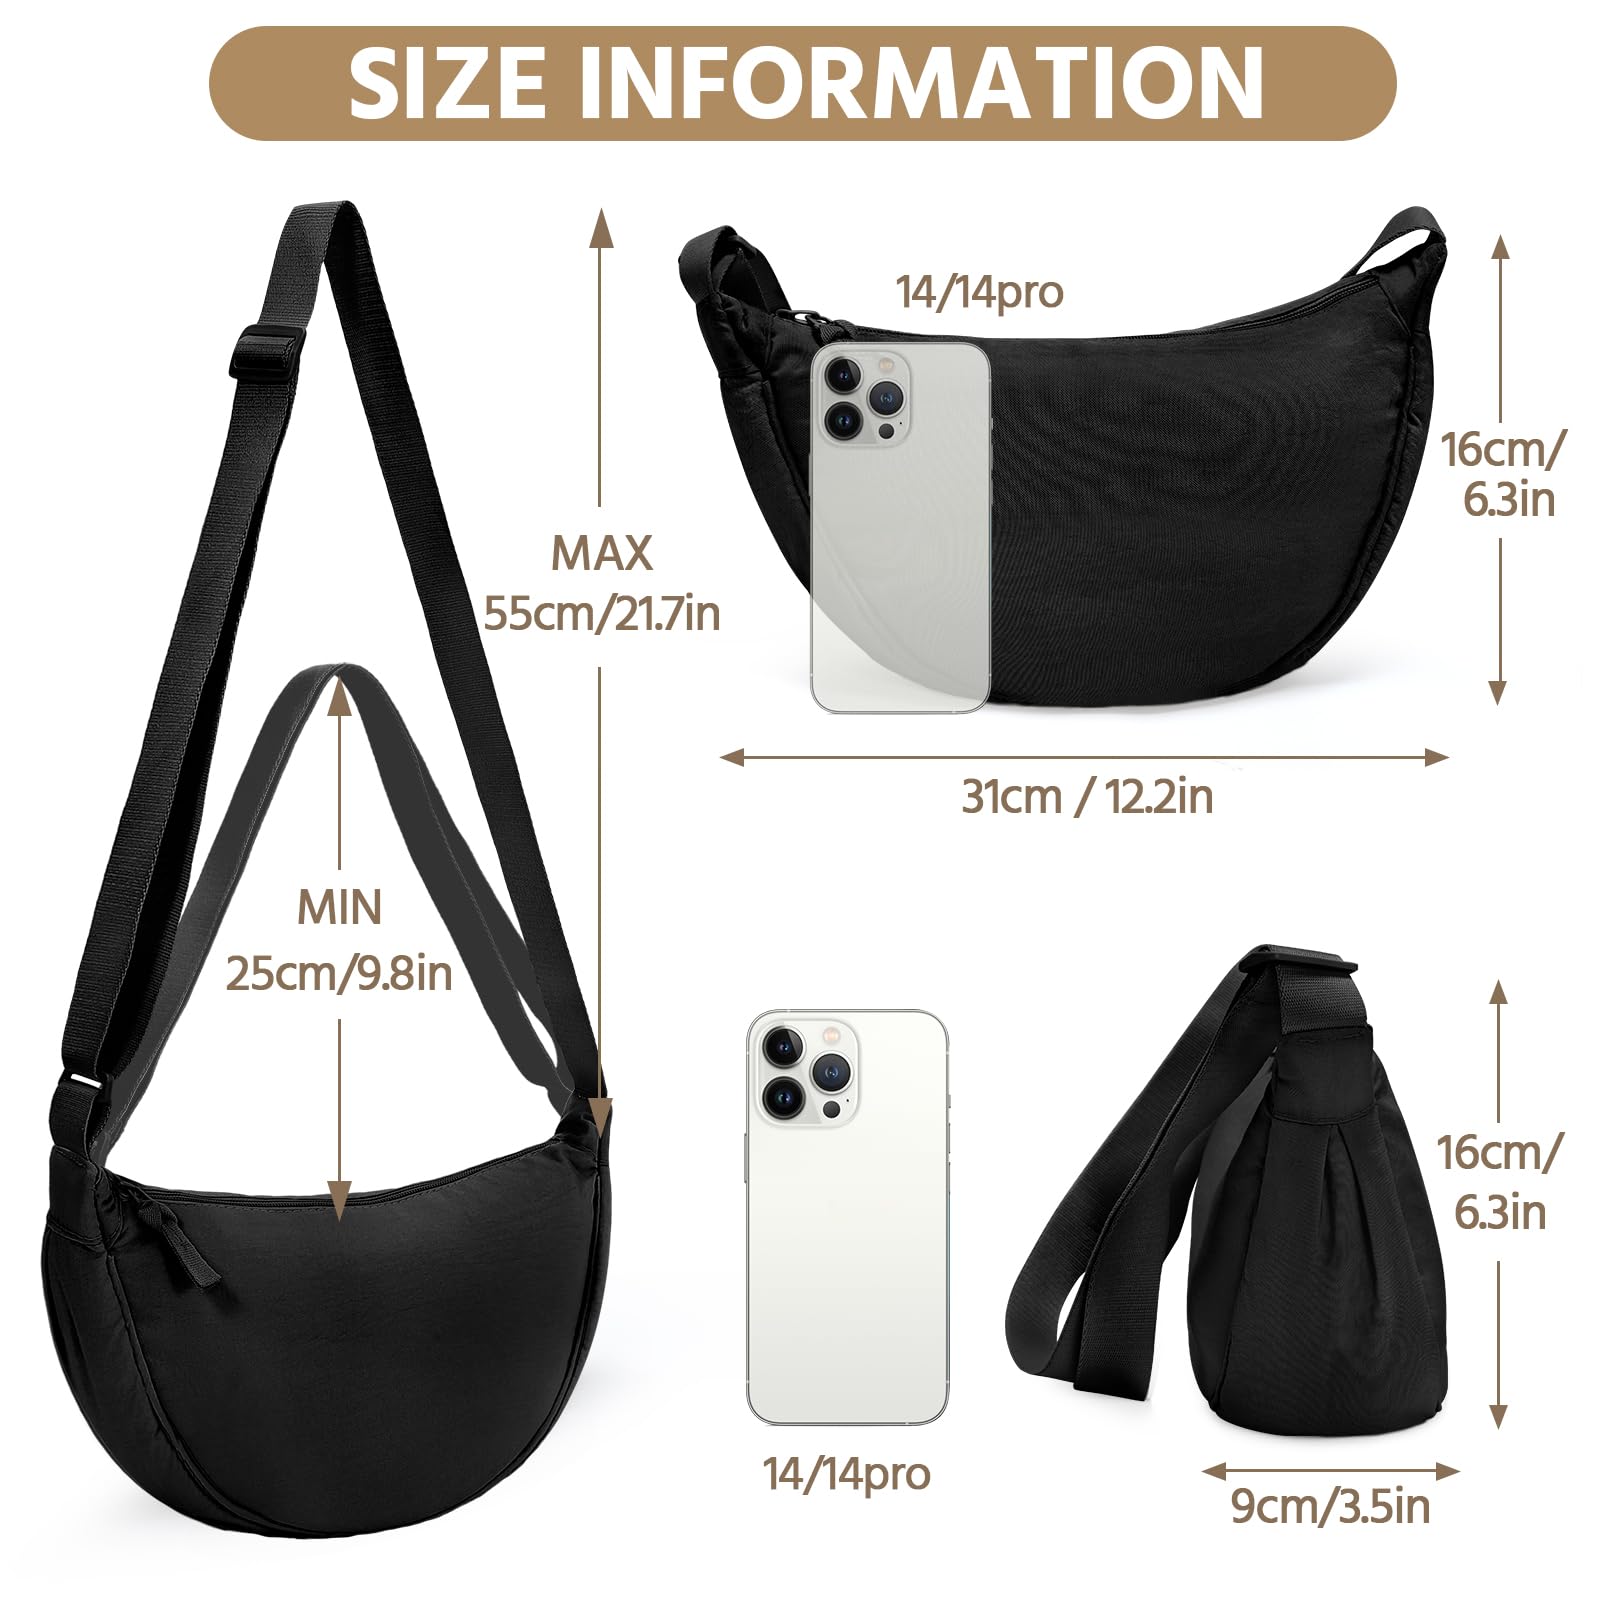 SIZE INFORMATION
14/14pro
16cm/
6.3in
MAX
55cm/21.7in
31cm / 12.2in
MIN
25cm/9.8in
16cm/
6.3in
14/14pro
9cm/3.5in